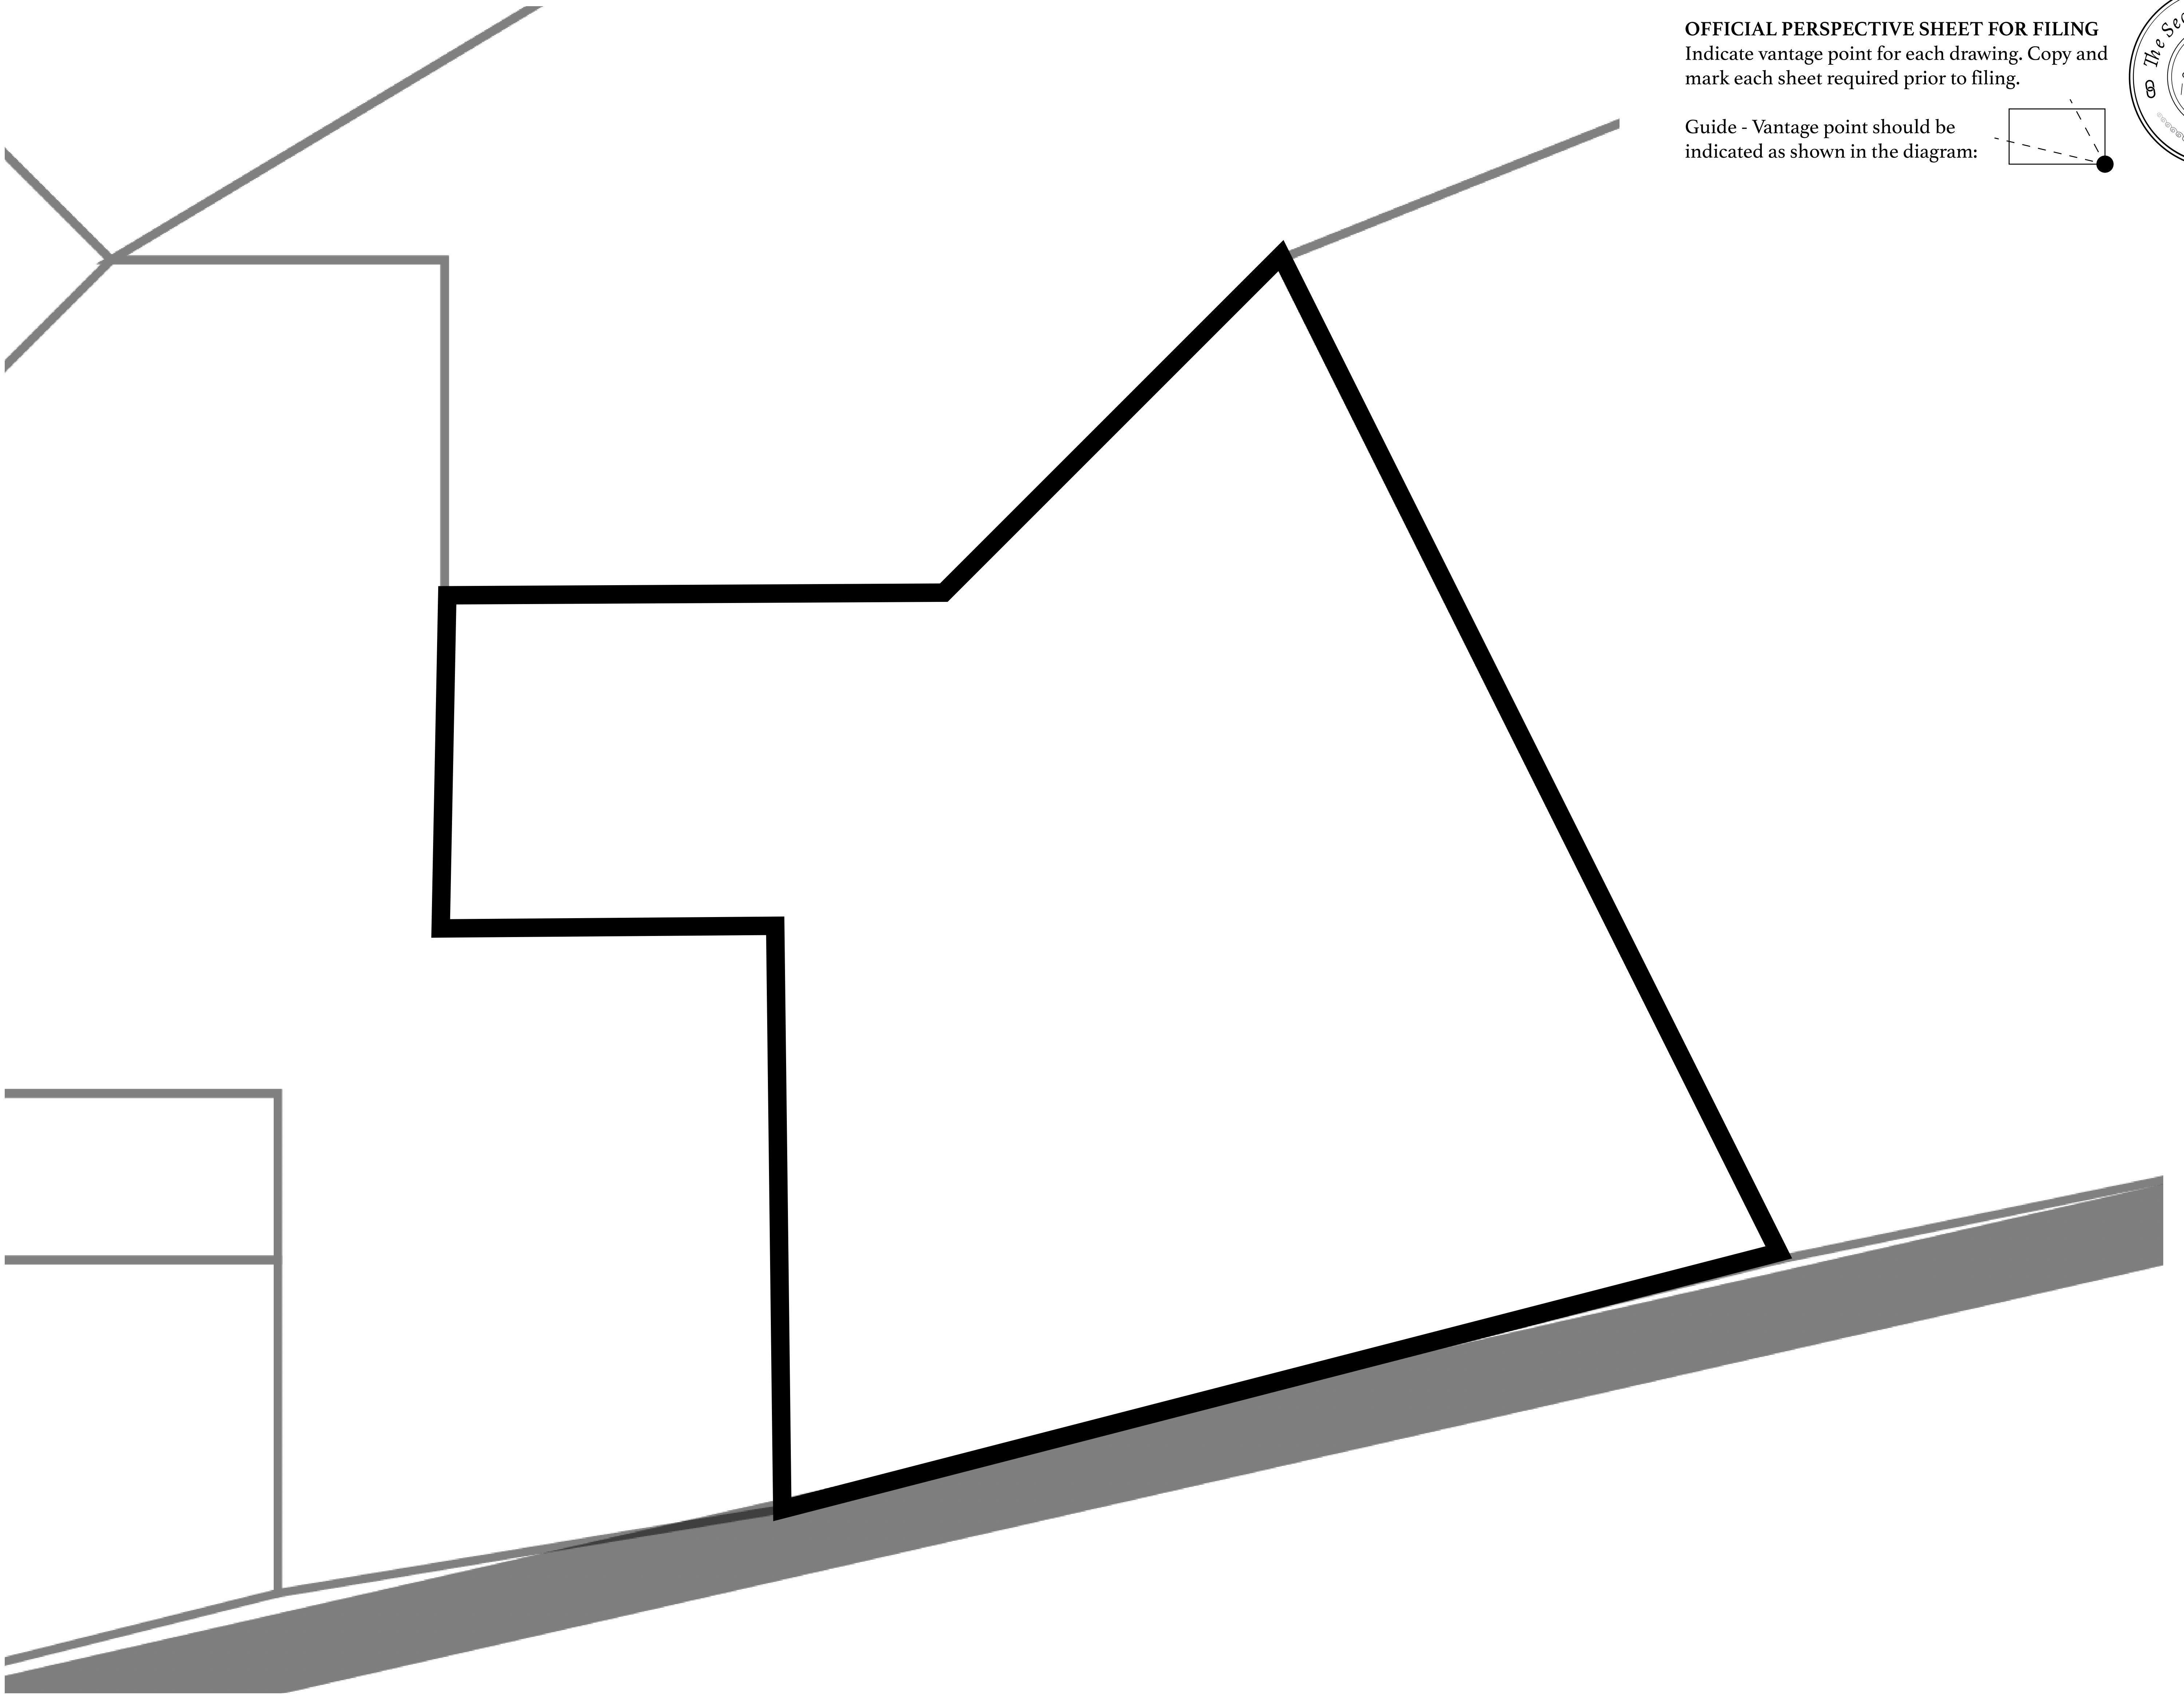 OFFICIAL PERSPECTIVE SHEET FOR FILING
Indicate vantage point for each drawing. Copy and
mark each sheet required prior to filing.
Guide - Vantage point should be
indicated as shown in the diagram:
The